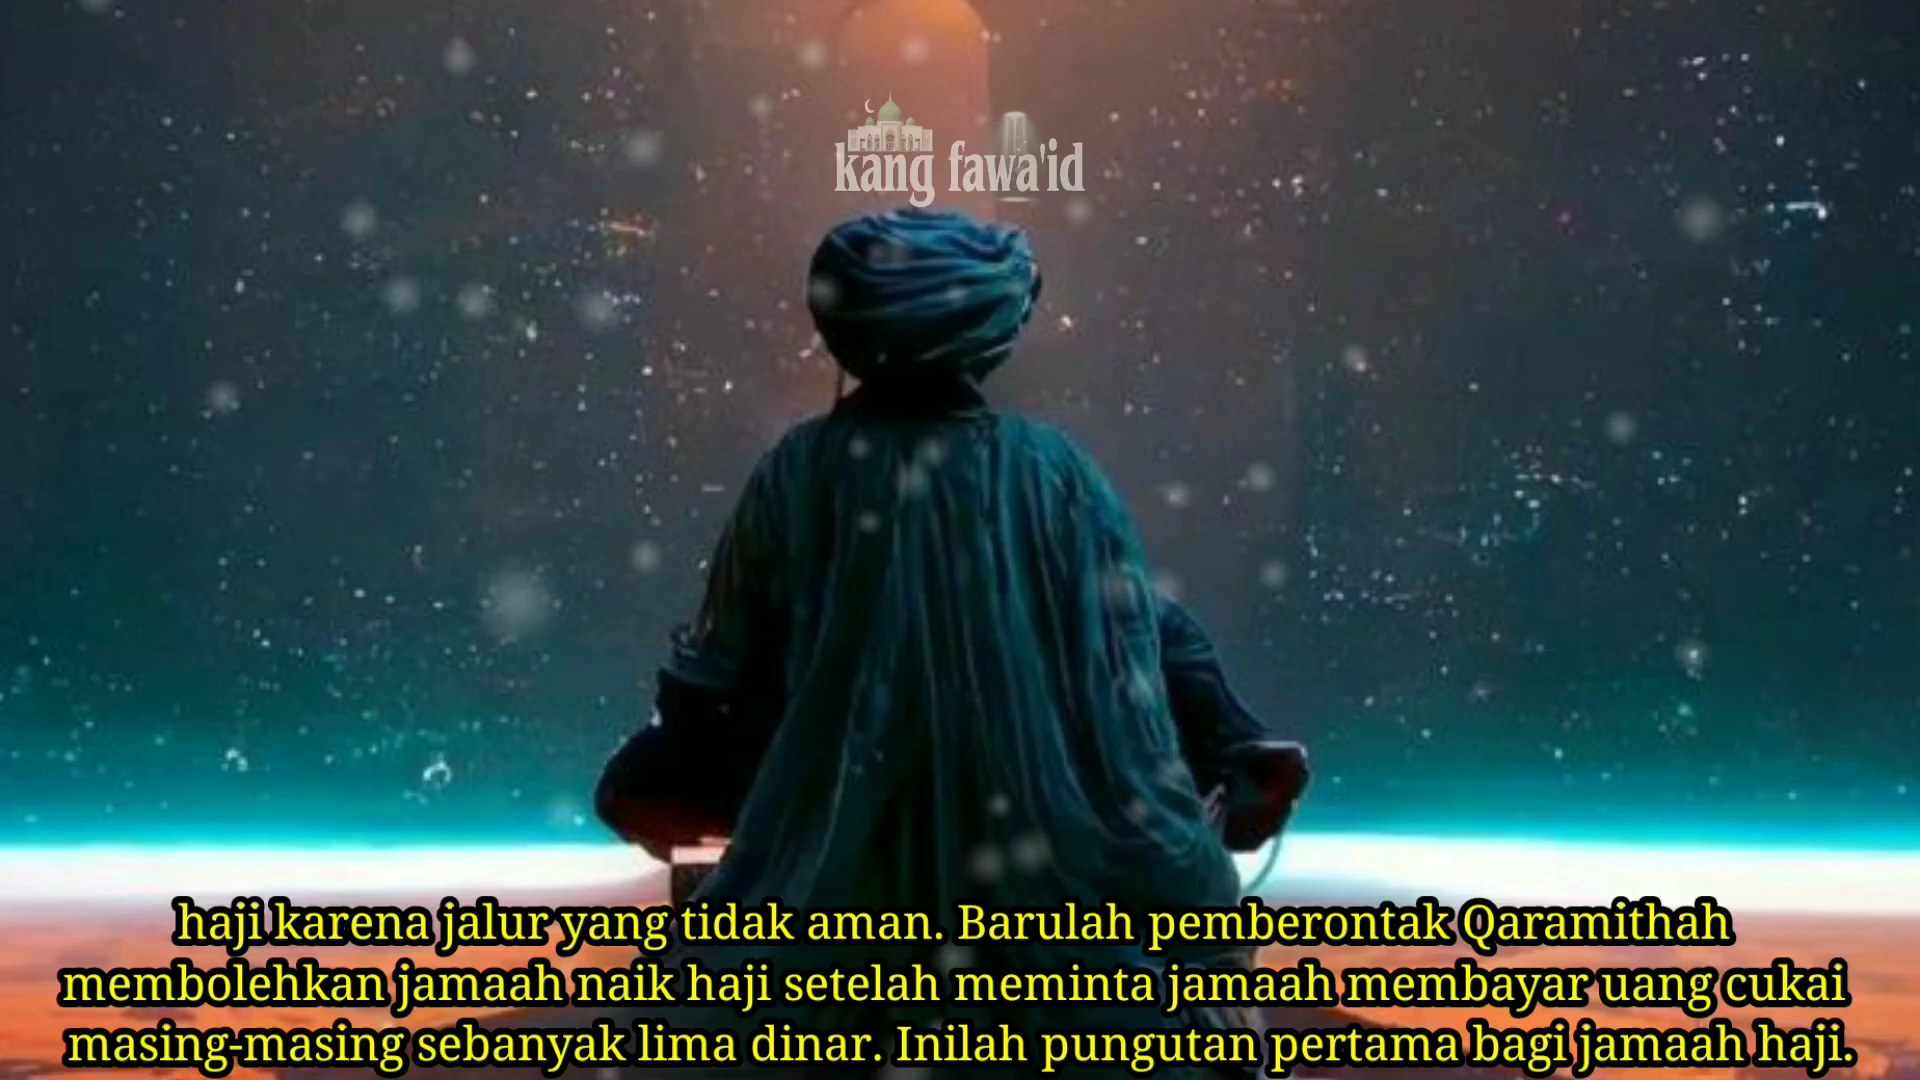 kang fawa'id
haji karena jalur yang tidak aman. Barulah pemberontak Qaramithah
membolehkan jamaah naik haji setelah meminta jamaah membayar uang cukai
masing-masing sebanyak lima dinar. Inilah pungutan pertama bagi jamaah haji.